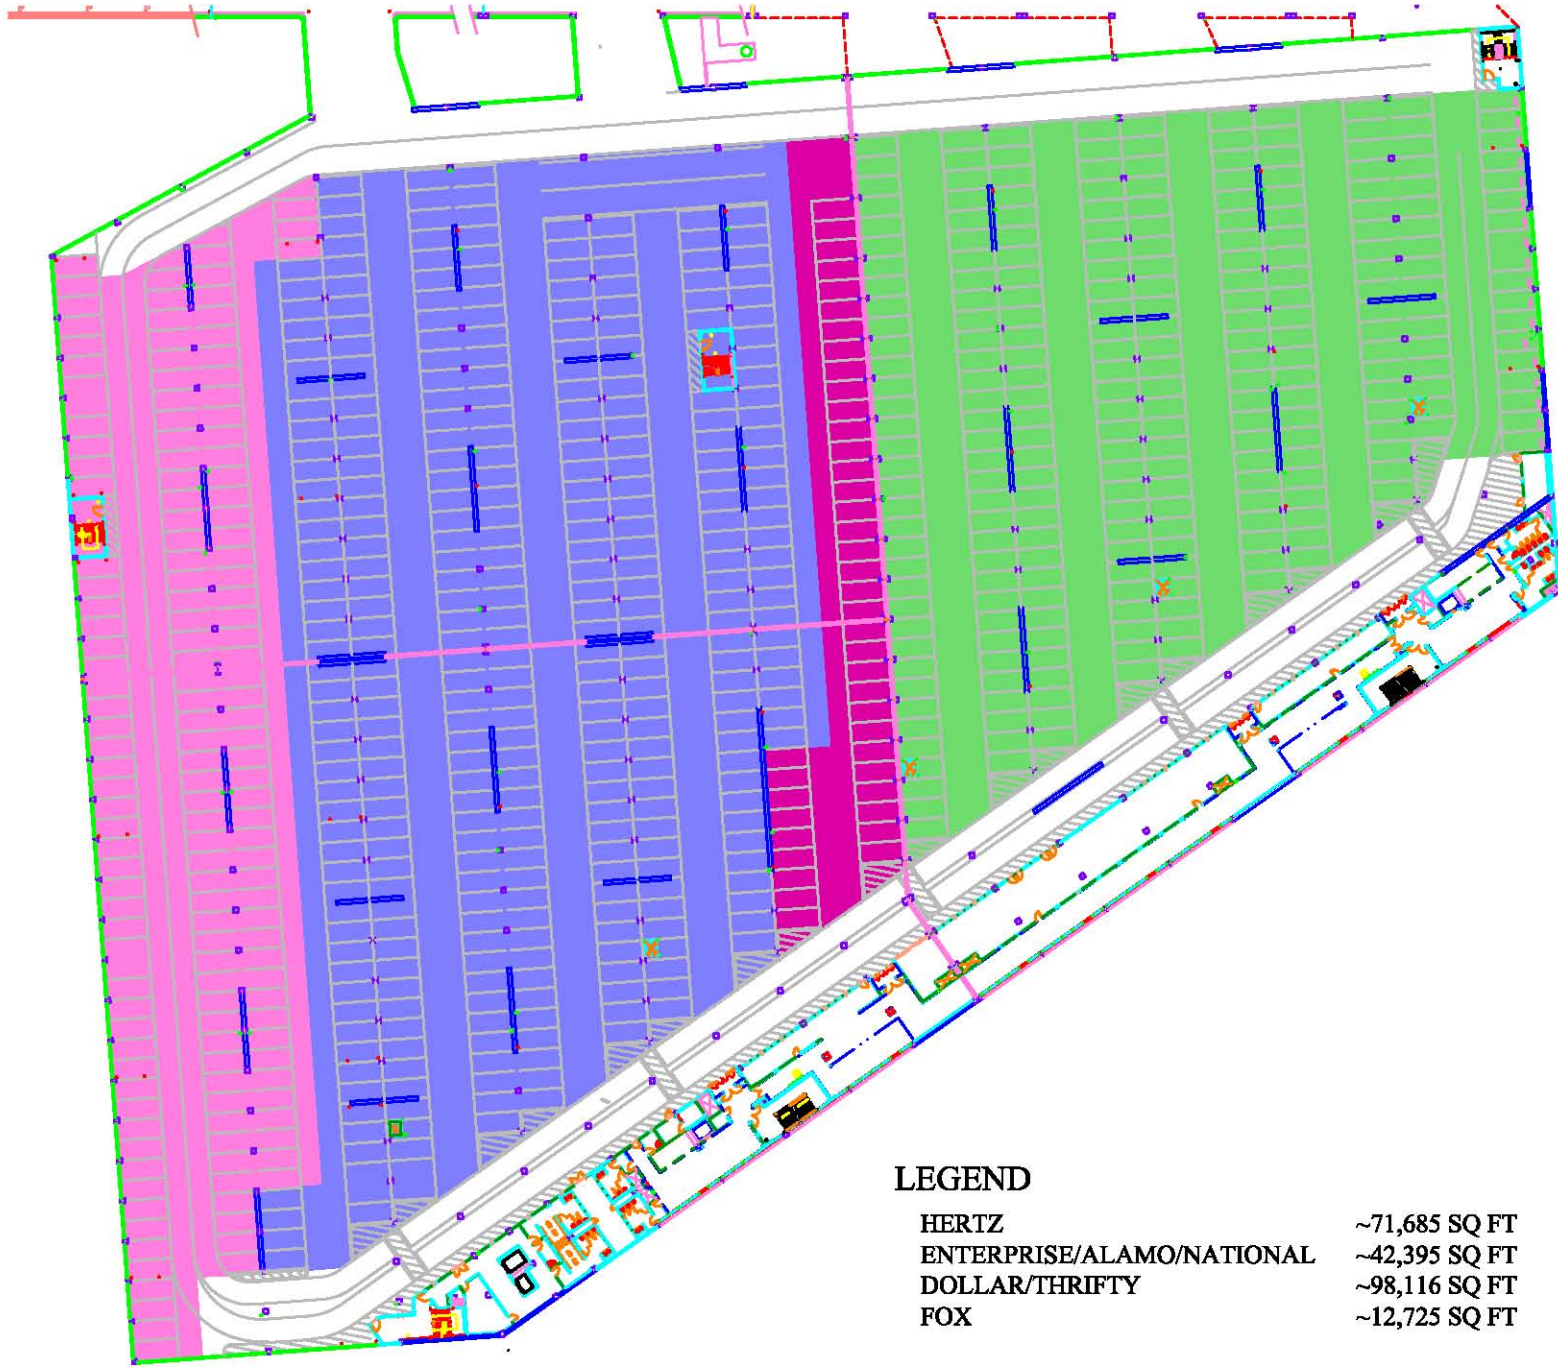 LEGEND
HERTZ ~71,685 SQ FT
ENTERPRISE/ALAMO/NATIONAL ~42,395 SQ FT
DOLLAR/THRIFTY ~98,116 SQ FT
FOX ~12,725 SQ FT